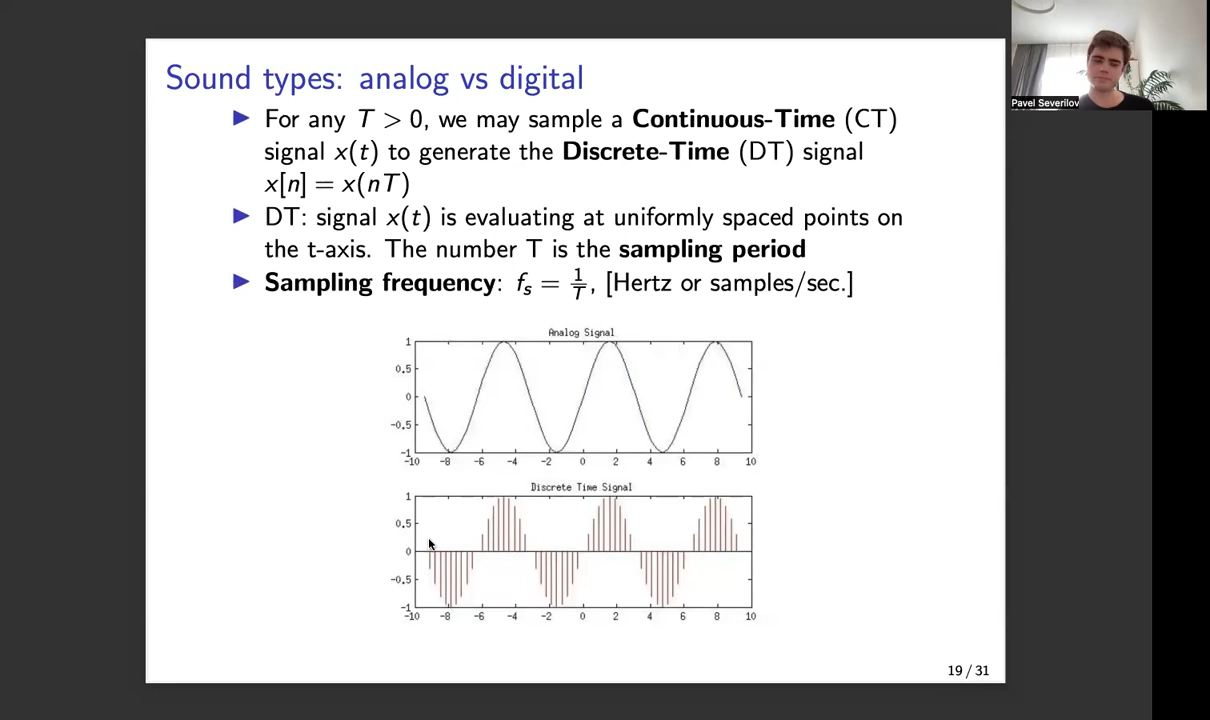 Sound types: analog vs digital
▶ For any T > 0, we may sample a Continuous-Time (CT)
signal x(t) to generate the Discrete-Time (DT) signal
x[n] = x(nT)
▶ DT: signal x(t) is evaluating at uniformly spaced points on
the t-axis. The number T is the sampling period
▶ Sampling frequency: fₛ = 1/T, [Hertz or samples/sec.]
Analog Signal
1
0.5
0
-0.5
-1
-10 -8 -6 -4 -2 0 2 4 6 8 10
Discrete Time Signal
1
0.5
0
-0.5
-1
-10 -8 -6 -4 -2 0 2 4 6 8 10
19 / 31
Pavel Severilov